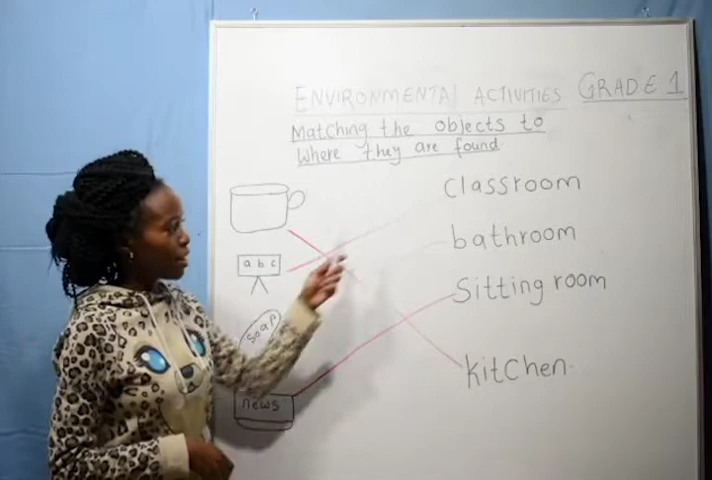 ENVIRONMENTAL ACTIVITIES GRADE 1
Matching the objects to
Where they are found
classroom
a b c
bathroom
Sitting room
Soap
kitchen
news